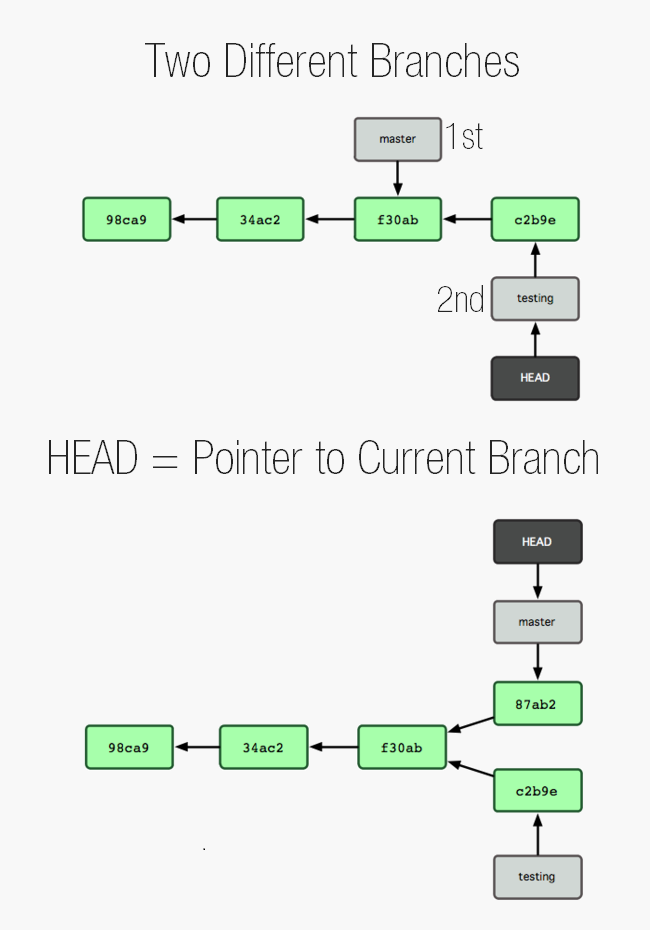 Two Different Branches
master 1st
98ca9 34ac2 f30ab c2b9e
2nd testing
HEAD
HEAD = Pointer to Current Branch
HEAD
master
87ab2
98ca9 34ac2 f30ab
c2b9e
testing